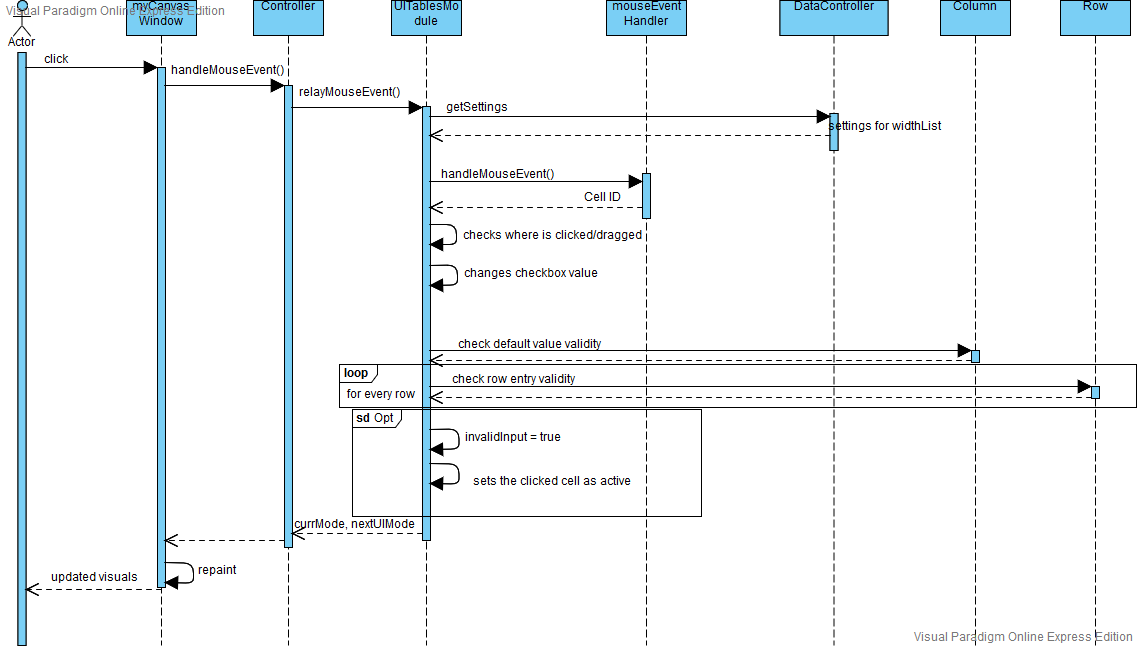 Visual Paradigm Online Express Edition
myCanvas
Window
Controller
UITablesMo
dule
mouseEvent
Handler
DataController
Column
Row
Actor
click
handleMouseEvent()
relayMouseEvent()
getSettings
settings for widthList
handleMouseEvent()
Cell ID
checks where is clicked/dragged
changes checkbox value
check default value validity
loop
for every row
check row entry validity
sd Opt
invalidInput = true
sets the clicked cell as active
currMode, nextUIMode
repaint
updated visuals
Visual Paradigm Online Express Edition